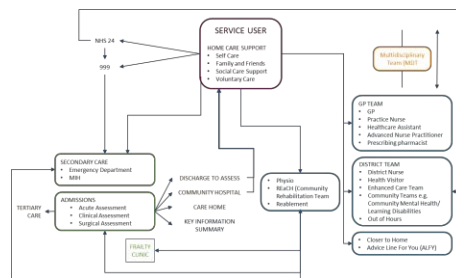 SERVICE USER
HOME CARE SUPPORT
• Self Care
• Family and Friends
• Social Care Support
• Voluntary Care
NHS 24
999
Multidisciplinary
Team (MDT
GP TEAM
• GP
• Practice Nurse
• Healthcare Assistant
• Advanced Nurse Practitioner
• Prescribing pharmacist
SECONDARY CARE
• Emergency Department
• MIH
ADMISSIONS
• Acute Assessment
• Clinical Assessment
• Surgical Assessment
TERTIARY
CARE
DISCHARGE TO ASSESS
COMMUNITY HOSPITAL
CARE HOME
KEY INFORMATION
SUMMARY
• Physio
• REaCH (Community
Rehabilitation Team
• Reablement
DISTRICT TEAM
• District Nurse
• Health Visitor
• Enhanced Care Team
• Community Teams e.g.
Community Mental Health/
Learning Disabilities
• Out of Hours
FRAILTY
CLINIC
• Closer to Home
• Advice Line For You (ALFY)